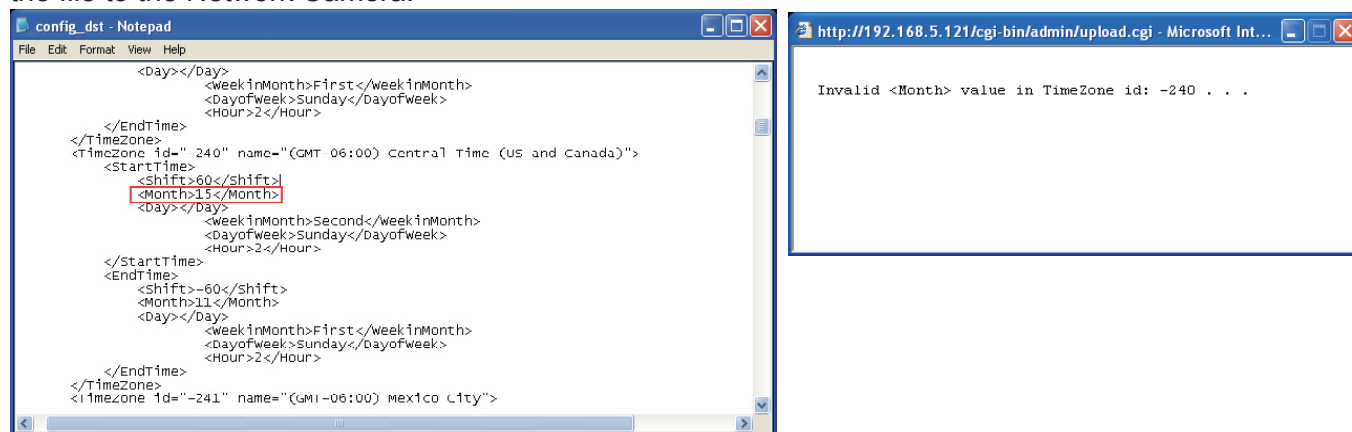 the file to the Network Camera.
config_dst - Notepad
File Edit Format View Help
<Day></Day>
<WeekinMonth>First</WeekinMonth>
<DayofWeek>Sunday</DayofWeek>
<Hour>2</Hour>
</EndTime>
</TimeZone>
<TimeZone id="-240" name="(GMT-06:00) Central Time (US and Canada)">
<StartTime>
<Shift>60</Shift>
<Month>15</Month>
<Day></Day>
<WeekinMonth>Second</WeekinMonth>
<DayofWeek>Sunday</DayofWeek>
<Hour>2</Hour>
</StartTime>
<EndTime>
<Shift>-60</Shift>
<Month>11</Month>
<Day></Day>
<WeekinMonth>First</WeekinMonth>
<DayofWeek>Sunday</DayofWeek>
<Hour>2</Hour>
</EndTime>
</TimeZone>
<TimeZone id="-241" name="(GMT-06:00) Mexico City">
http://192.168.5.121/cgi-bin/admin/upload.cgi - Microsoft Int...
Invalid <Month> value in TimeZone id: -240 . . .